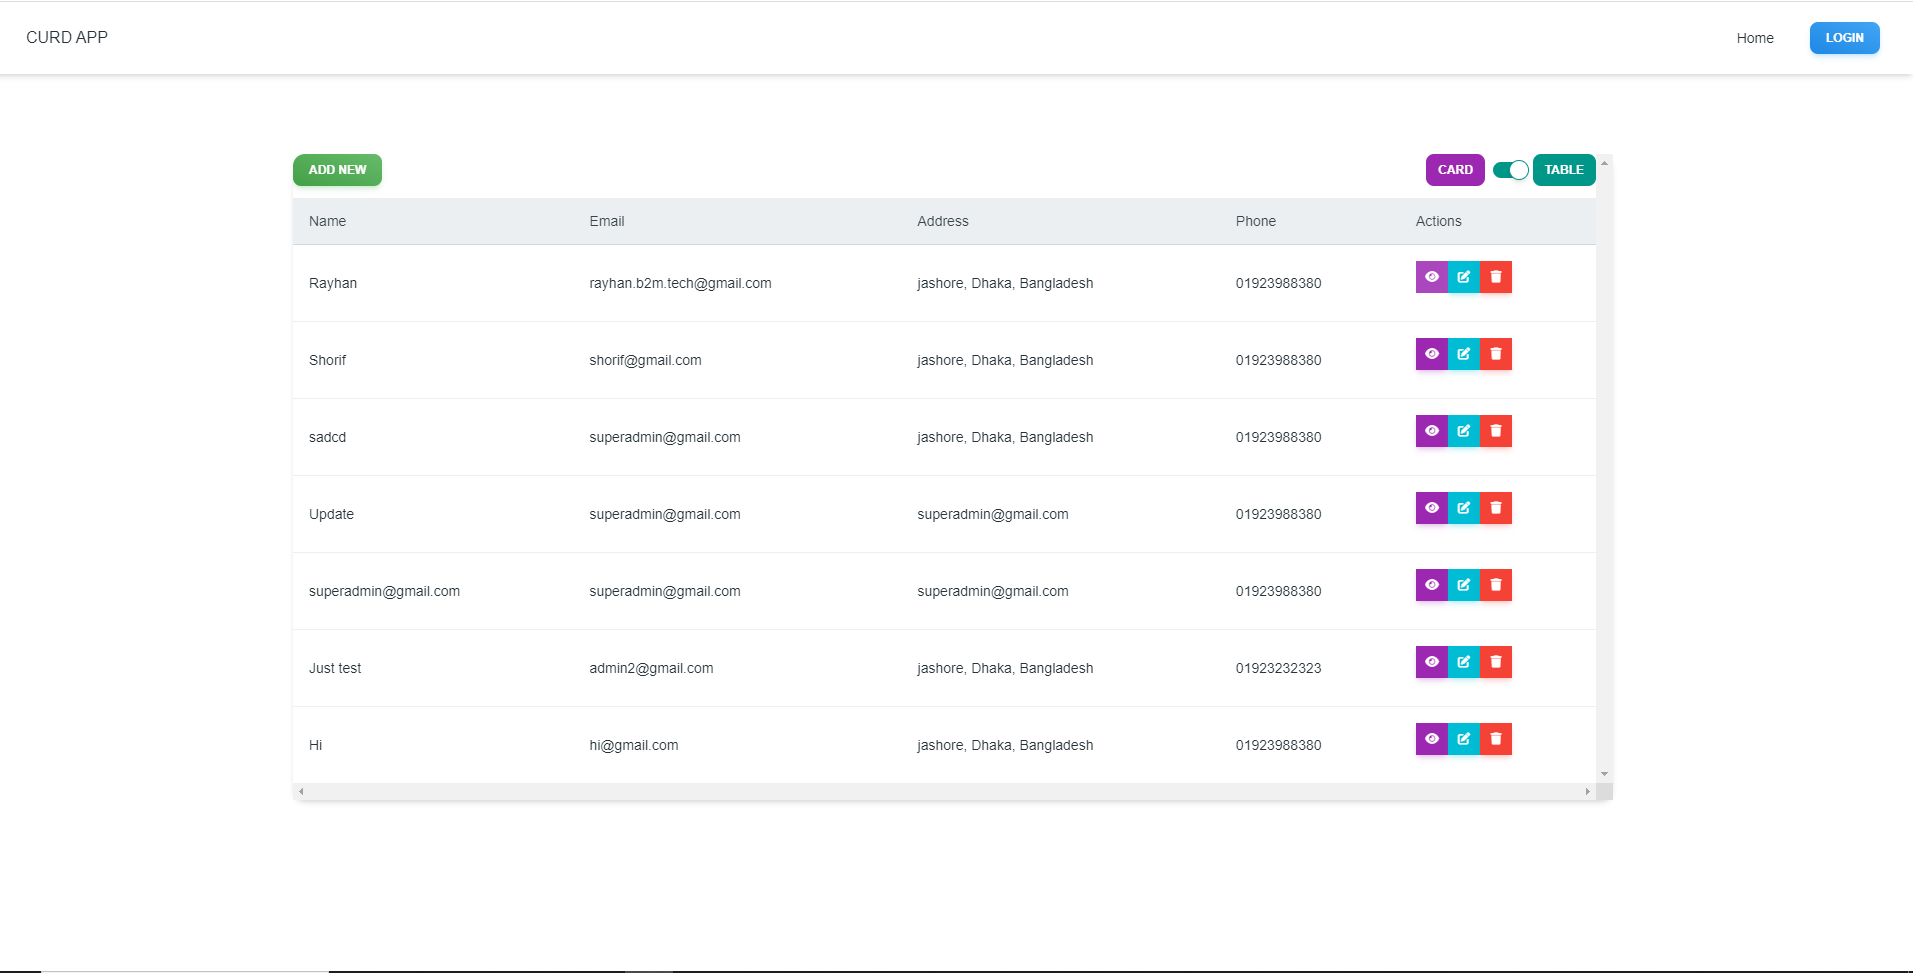 CURD APP Home LOGIN
ADD NEW CARD TABLE
Name Email Address Phone Actions
Rayhan rayhan.b2m.tech@gmail.com jashore, Dhaka, Bangladesh 01923988380
Shorif shorif@gmail.com jashore, Dhaka, Bangladesh 01923988380
sadcd superadmin@gmail.com jashore, Dhaka, Bangladesh 01923988380
Update superadmin@gmail.com superadmin@gmail.com 01923988380
superadmin@gmail.com superadmin@gmail.com superadmin@gmail.com 01923988380
Just test admin2@gmail.com jashore, Dhaka, Bangladesh 01923232323
Hi hi@gmail.com jashore, Dhaka, Bangladesh 01923988380